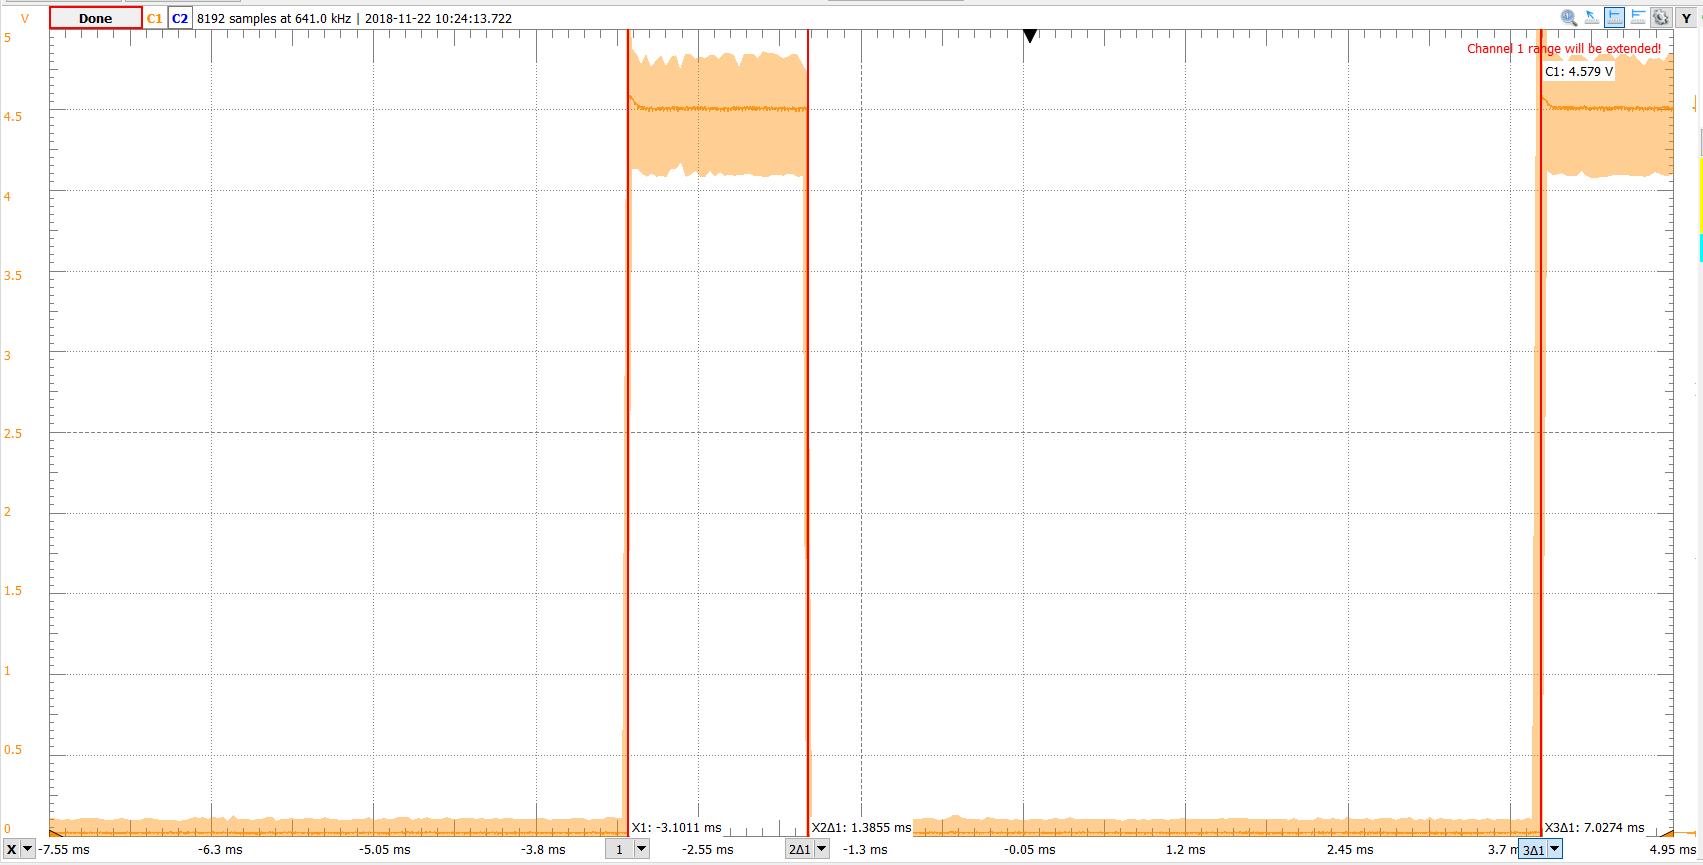 V Done C1 C2 8192 samples at 641.0 kHz | 2018-11-22 10:24:13.722 Y
5
Channel 1 range will be extended!
C1: 4.579 V
4.5
4
3.5
3
2.5
2
1.5
1
0.5
0
X1: -3.1011 ms X2Δ1: 1.3855 ms X3Δ1: 7.0274 ms
X -7.55 ms -6.3 ms -5.05 ms -3.8 ms 1 -2.55 ms 2Δ1 -1.3 ms -0.05 ms 1.2 ms 2.45 ms 3.7 m 3Δ1 4.95 ms